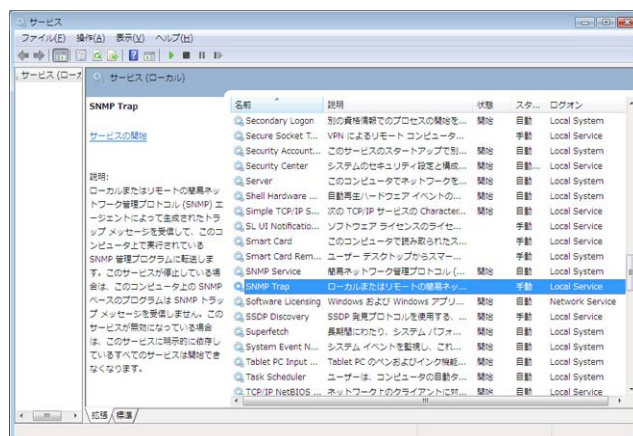 サービス
ファイル(F) 操作(A) 表示(V) ヘルプ(H)
サービス (ローカ
サービス (ローカル)
SNMP Trap
サービスの開始
説明:
ローカルまたはリモートの簡易ネッ
トワーク管理プロトコル (SNMP) エ
ージェントによって生成されたトラ
ップ メッセージを受信して、このコ
ンピュータ上で実行されている
SNMP 管理プログラムに転送しま
す。このサービスが停止している場
合は、このコンピュータ上の SNMP
ベースのプログラムは SNMP トラッ
プ メッセージを受信しません。この
サービスが無効になっている場合
は、このサービスに明示的に依存し
ているすべてのサービスは開始でき
なくなります。
名前 説明 状態 スタ... ログオン
Secondary Logon 別の資格情報でのプロセスの開始を... 開始 自動 Local System
Secure Socket T... VPN によるリモート コンピュータ... 手動 Local Service
Security Account... このサービスのスタートアップで別... 開始 自動 Local System
Security Center システムのセキュリティ設定と構成... 開始 自動... Local Service
Server このコンピュータでネットワークを... 開始 自動 Local System
Shell Hardware ... 自動再生ハードウェア イベントの... 開始 自動 Local System
Simple TCP/IP S... 次の TCP/IP サービスの Character... 開始 自動 Local Service
SL UI Notificatio... ソフトウェア ライセンスのライセ... 手動 Local Service
Smart Card このコンピュータで読み取られたス... 手動 Local Service
Smart Card Rem... ユーザー デスクトップからスマー... 手動 Local System
SNMP Service 簡易ネットワーク管理プロトコル (... 開始 自動 Local System
SNMP Trap ローカルまたはリモートの簡易ネッ... 手動 Local Service
Software Licensing Windows および Windows アプリ... 開始 自動 Network Service
SSDP Discovery SSDP 発見プロトコルを使用する、... 開始 手動 Local Service
Superfetch 長期間にわたり、システム パフォ... 開始 自動 Local System
System Event N... システム イベントを監視し、これ... 開始 自動 Local System
Tablet PC Input ... Tablet PC のペンおよびインク機能... 開始 自動 Local System
Task Scheduler ユーザーは、コンピュータの自動タ... 開始 自動 Local System
TCP/IP NetBIOS ... ネットワーク上のクライアントに対... 開始 自動 Local Service
拡張 標準